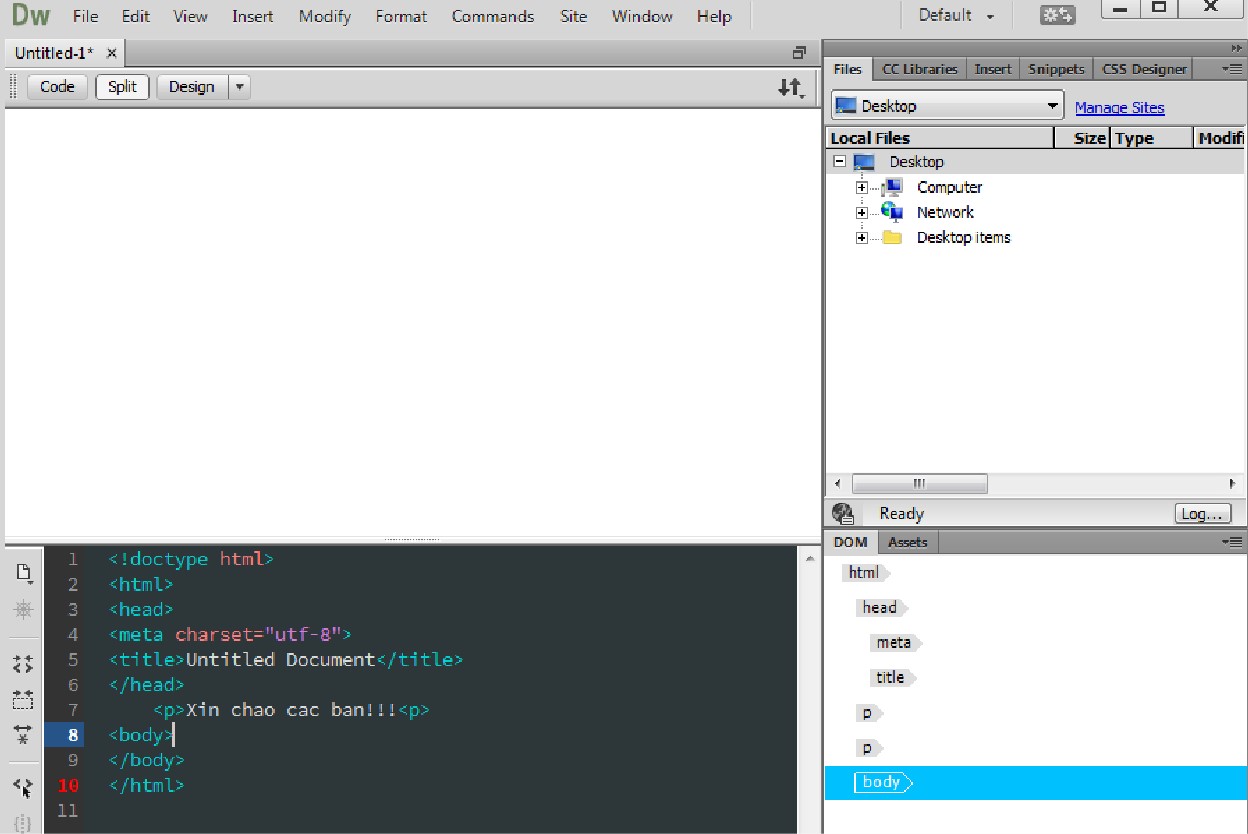 Dw File Edit View Insert Modify Format Commands Site Window Help Default
Untitled-1* ×
Code Split Design
Files CC Libraries Insert Snippets CSS Designer
Desktop Manage Sites
Local Files Size Type Modifi
Desktop
Computer
Network
Desktop items
Ready Log...
1 <!doctype html>
2 <html>
3 <head>
4 <meta charset="utf-8">
5 <title>Untitled Document</title>
6 </head>
7 <p>Xin chao cac ban!!!<p>
8 <body>
9 </body>
10 </html>
11
DOM Assets
html
head
meta
title
p
p
body